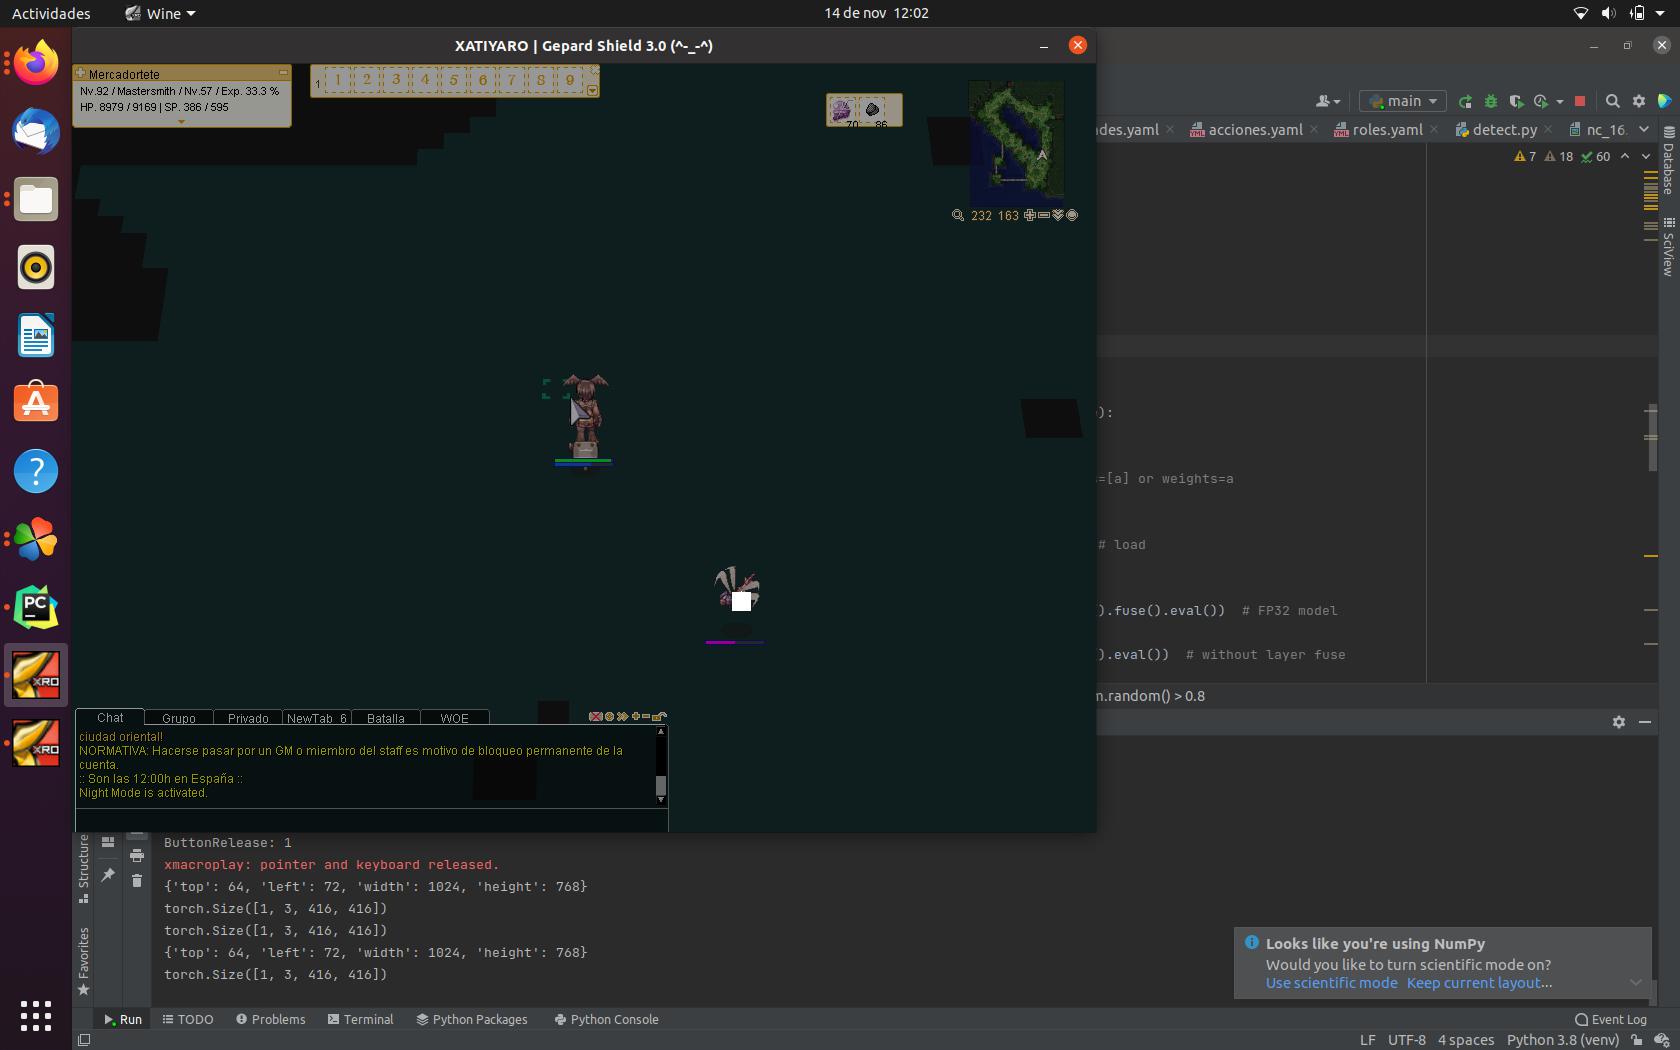 Actividades
Wine
14 de nov 12:02
XATIYARO | Gepard Shield 3.0 (^-_-^)
Mercadortete
Nv.92 / Mastersmith / Nv.57 / Exp. 33.3 %
HP. 8979 / 9169 | SP. 386 / 595
1 1 2 3 4 5 6 7 8 9
70 86
232 163
main
des.yaml
acciones.yaml
roles.yaml
detect.py
nc_16.
7 18 60
Database
SciView
):
=[a] or weights=a
# load
).fuse().eval()) # FP32 model
).eval()) # without layer fuse
m.random() > 0.8
Chat Grupo Privado NewTab 6 Batalla WOE
ciudad oriental!
NORMATIVA: Hacerse pasar por un GM o miembro del staff es motivo de bloqueo permanente de la
cuenta.
:: Son las 12:00h en España ::
Night Mode is activated.
PC
XRO
XRO
Structure
Favorites
ButtonRelease: 1
xmacroplay: pointer and keyboard released.
{'top': 64, 'left': 72, 'width': 1024, 'height': 768}
torch.Size([1, 3, 416, 416])
torch.Size([1, 3, 416, 416])
{'top': 64, 'left': 72, 'width': 1024, 'height': 768}
torch.Size([1, 3, 416, 416])
Looks like you're using NumPy
Would you like to turn scientific mode on?
Use scientific mode Keep current layout...
Run TODO Problems Terminal Python Packages Python Console
Event Log
LF UTF-8 4 spaces Python 3.8 (venv)